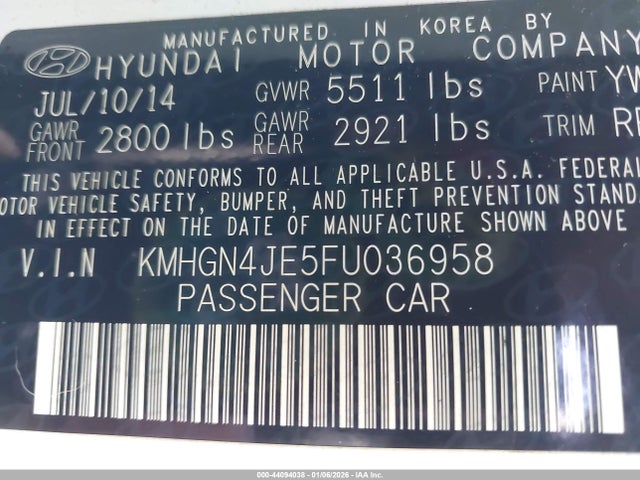 MANUFACTURED IN KOREA BY
HYUNDAI MOTOR COMPANY
JUL/10/14 GVWR 5511 lbs PAINT YW
GAWR FRONT 2800 lbs GAWR REAR 2921 lbs TRIM
THIS VEHICLE CONFORMS TO ALL APPLICABLE U.S.A. FEDERAL
MOTOR VEHICLE SAFETY, BUMPER, AND THEFT PREVENTION STAND
IN EFFECT ON THE DATE OF MANUFACTURE SHOWN ABOVE
V.I.N KMHGN4JE5FU036958
PASSENGER CAR
000-44094038 - 01/06/2026 - IAA Inc.